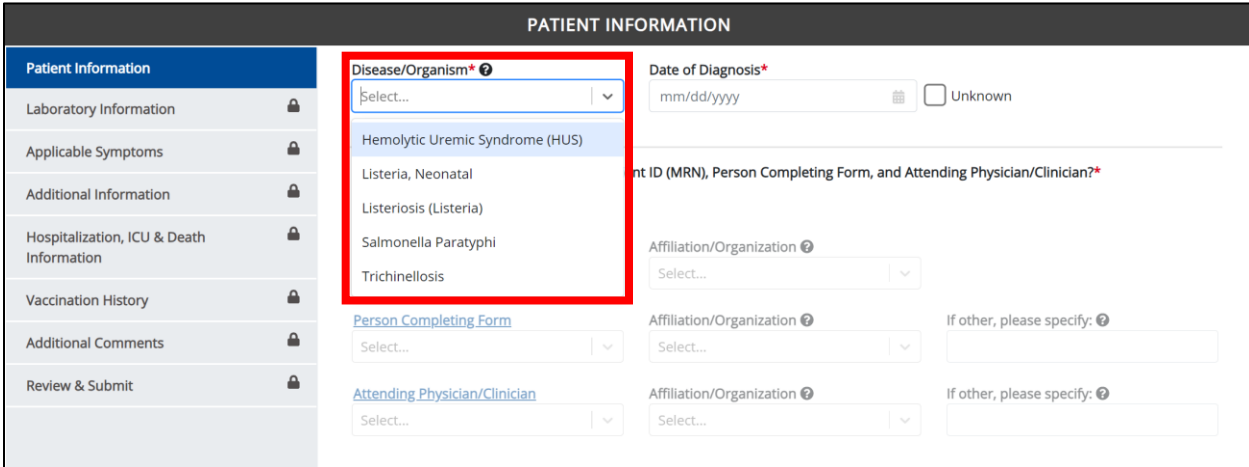 PATIENT INFORMATION
Patient Information
Laboratory Information
Applicable Symptoms
Additional Information
Hospitalization, ICU & Death
Information
Vaccination History
Additional Comments
Review & Submit
Disease/Organism* ?
Select...
Hemolytic Uremic Syndrome (HUS)
Listeria, Neonatal
Listeriosis (Listeria)
Salmonella Paratyphi
Trichinellosis
Date of Diagnosis*
mm/dd/yyyy
Unknown
ID (MRN), Person Completing Form, and Attending Physician/Clinician?*
Affiliation/Organization ?
Select...
Person Completing Form
Select...
Affiliation/Organization ?
Select...
If other, please specify: ?
Attending Physician/Clinician
Select...
Affiliation/Organization ?
Select...
If other, please specify: ?